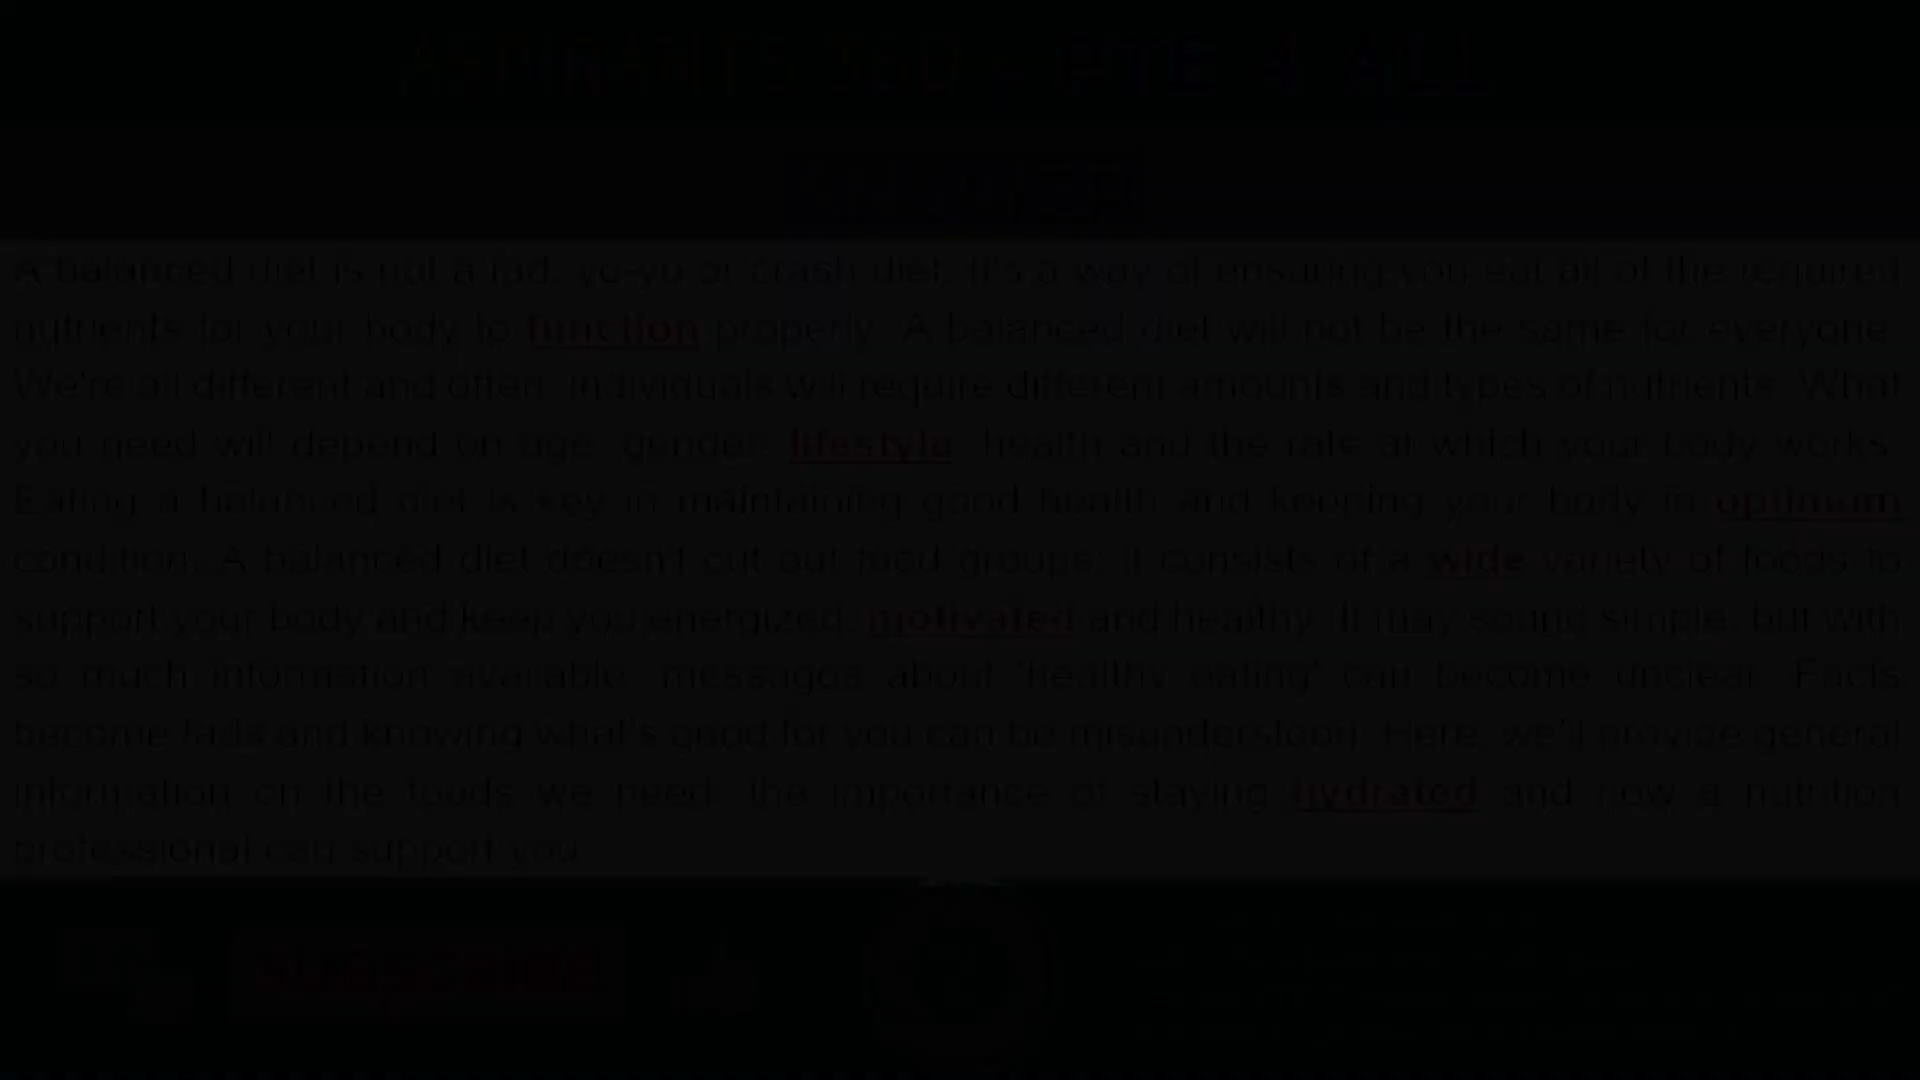 ASPIRANTS 360 - PTE 4 ALL
A balanced diet is not a fad, yo-yo or crash diet. It's a way of ensuring you eat all of the required
nutrients for your body to function properly. A balanced diet will not be the same for everyone.
We're all different and often, individuals will require different amounts and types of nutrients. What
you need will depend on age, gender, lifestyle, health and the rate at which your body works.
Eating a balanced diet is key in maintaining good health and keeping your body in optimum
condition. A balanced diet doesn't cut out food groups; it consists of a wide variety of foods to
support your body and keep you energized, motivated and healthy. It may sound simple, but with
so much information available, messages about 'healthy eating' can become unclear. Facts
become fads and knowing what's good for you can be misunderstood. Here, we'll provide general
information on the foods we need, the importance of staying hydrated and how a nutrition
professional can support you.
SUBSCRIBE